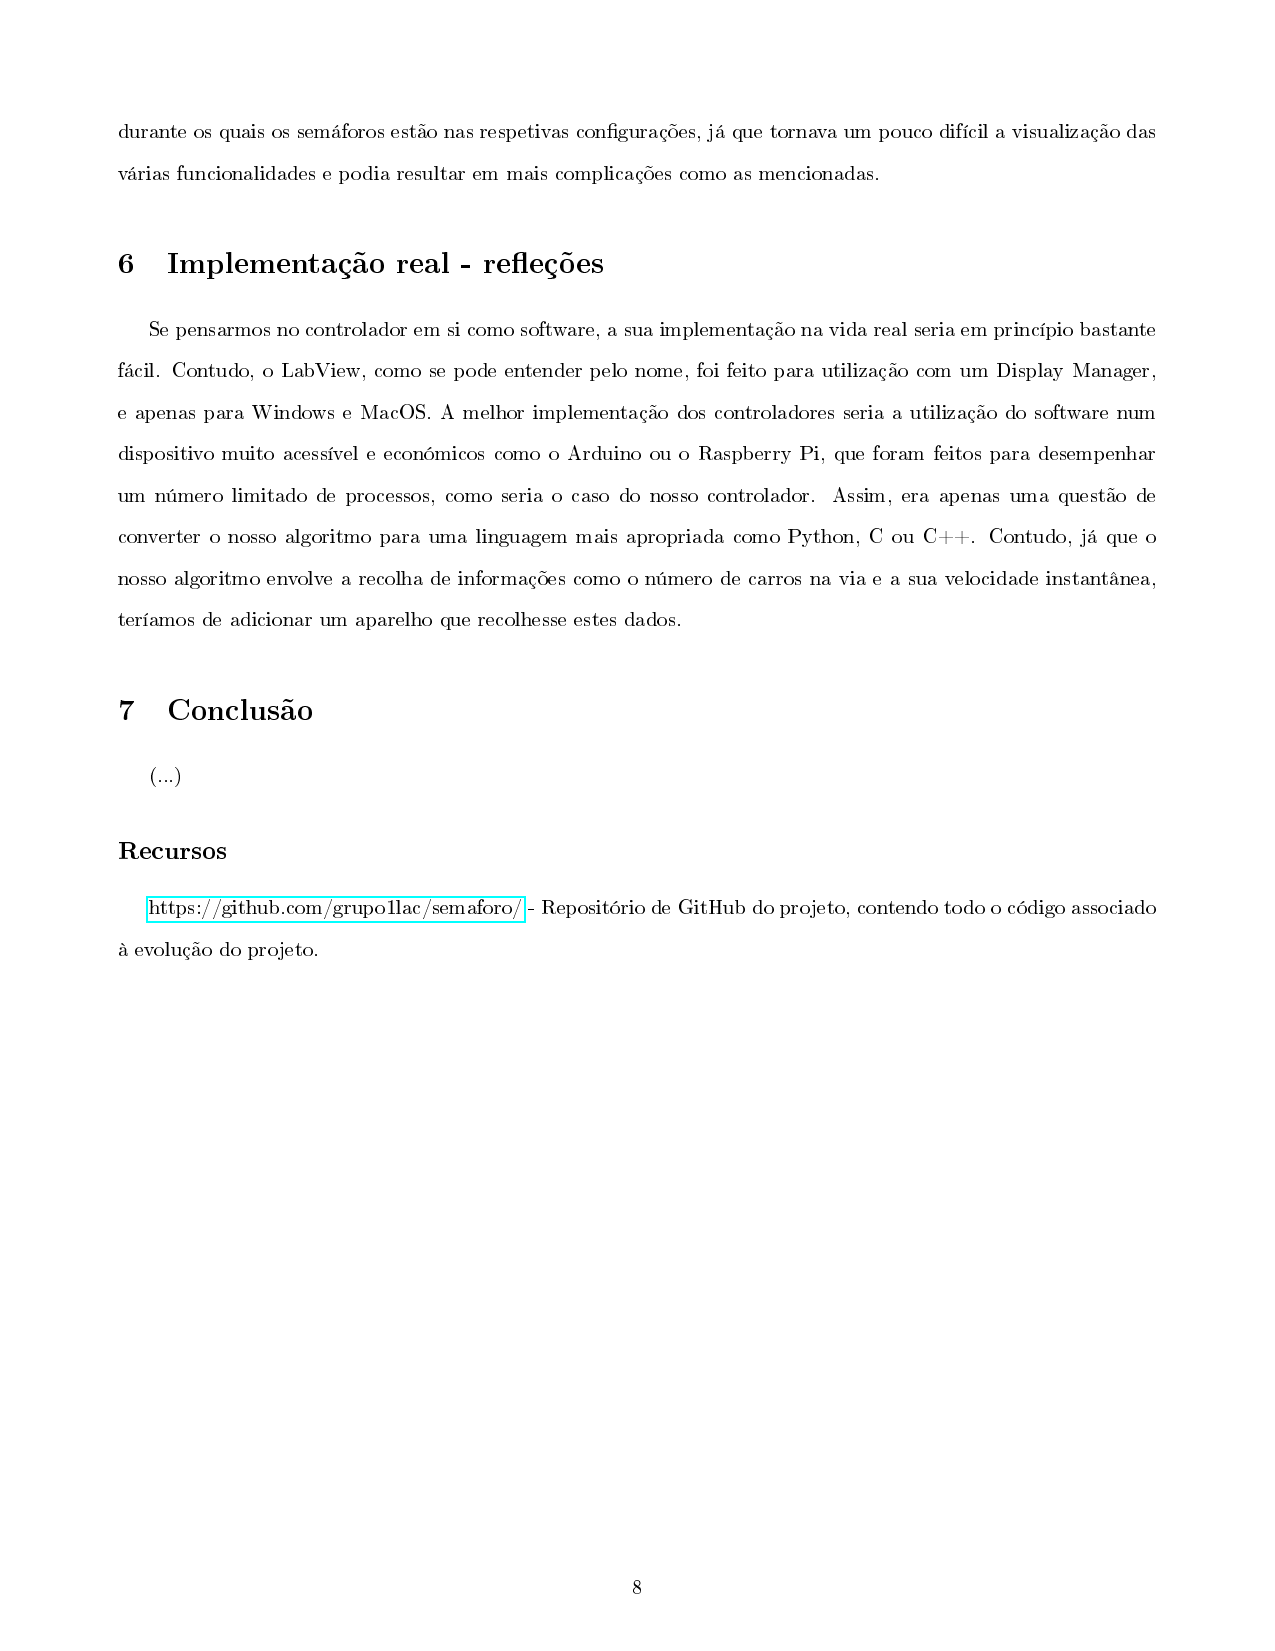 durante os quais os semáforos estão nas respetivas configurações, já que tornava um pouco difícil a visualização das
várias funcionalidades e podia resultar em mais complicações como as mencionadas.
6 Implementação real - refleções
Se pensarmos no controlador em si como software, a sua implementação na vida real seria em princípio bastante
fácil. Contudo, o LabView, como se pode entender pelo nome, foi feito para utilização com um Display Manager,
e apenas para Windows e MacOS. A melhor implementação dos controladores seria a utilização do software num
dispositivo muito acessível e económicos como o Arduino ou o Raspberry Pi, que foram feitos para desempenhar
um número limitado de processos, como seria o caso do nosso controlador. Assim, era apenas uma questão de
converter o nosso algoritmo para uma linguagem mais apropriada como Python, C ou C++. Contudo, já que o
nosso algoritmo envolve a recolha de informações como o número de carros na via e a sua velocidade instantânea,
teríamos de adicionar um aparelho que recolhesse estes dados.
7 Conclusão
(...)
Recursos
https://github.com/grupo1lac/semaforo/ - Repositório de GitHub do projeto, contendo todo o código associado
à evolução do projeto.
8